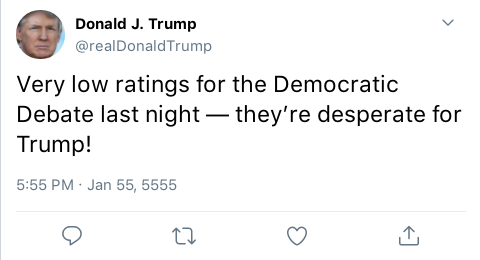 Donald J. Trump
@realDonaldTrump
Very low ratings for the Democratic
Debate last night — they're desperate for
Trump!
5:55 PM · Jan 55, 5555